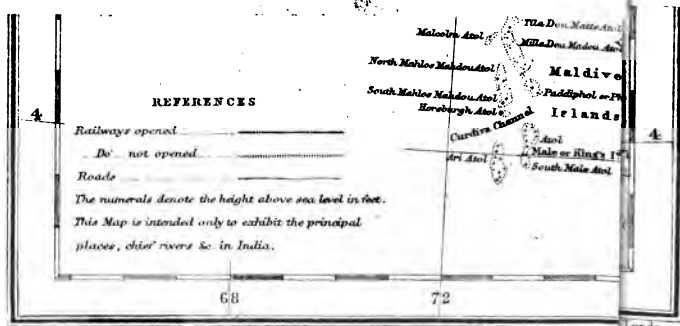 Tila Dou Matte Atol
Malcolm Atol
Milla Dou Madou Atol
North Mahlos Mahdou Atol
Maldive
South Mahlos Mahdou Atol
Paddiphol or
Horsburgh Atol
Islands
Cardiva Channel
Atol
Male or King's
Ari Atol
South Male Atol
REFERENCES
4
4
Railways opened
Do not opened
Roads
The numerals denote the height above sea level in feet.
This Map is intended only to exhibit the principal
places, chief rivers &c. in India.
68
72